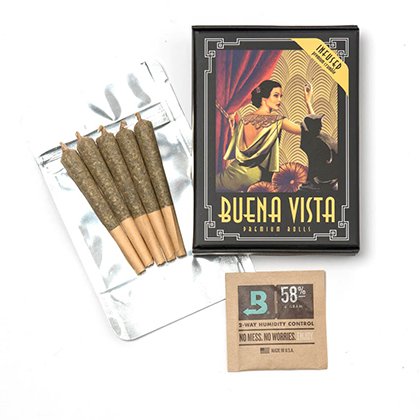 INFUSED
BUENA VISTA
PREMIUM ROLLS
B
58%
2-WAY HUMIDITY CONTROL
NO MESS. NO WORRIES.
MADE IN U.S.A.